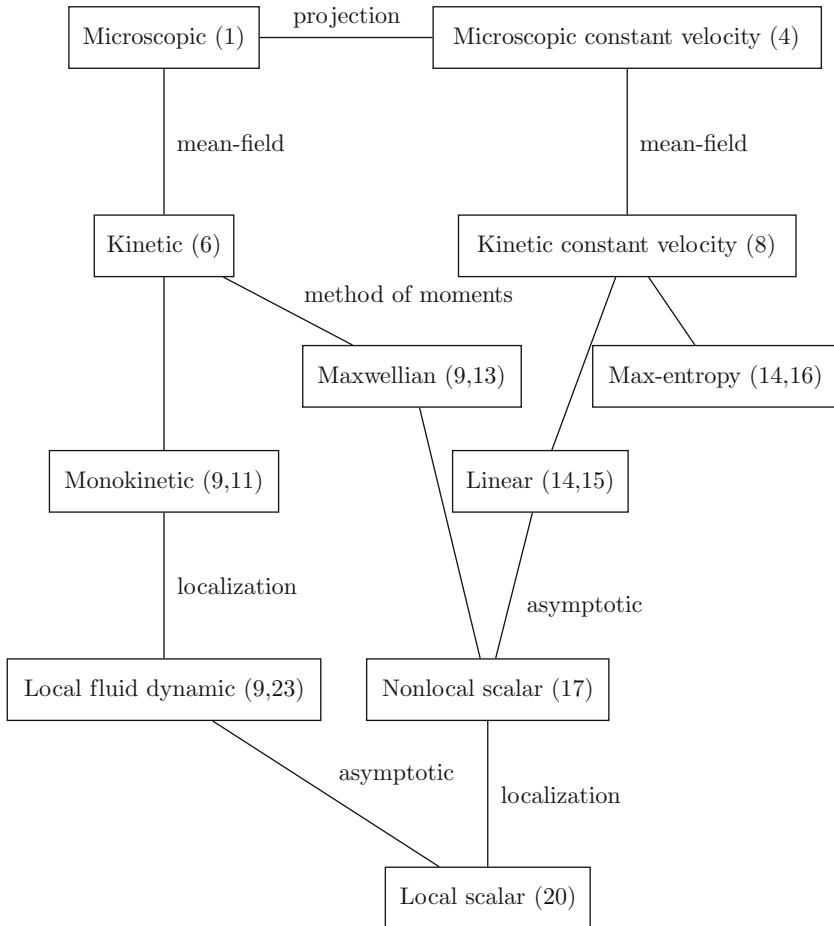 projection
Microscopic (1)
Microscopic constant velocity (4)
mean-field
mean-field
Kinetic (6)
Kinetic constant velocity (8)
method of moments
Maxwellian (9,13)
Max-entropy (14,16)
Monokinetic (9,11)
Linear (14,15)
localization
asymptotic
Local fluid dynamic (9,23)
Nonlocal scalar (17)
asymptotic
localization
Local scalar (20)